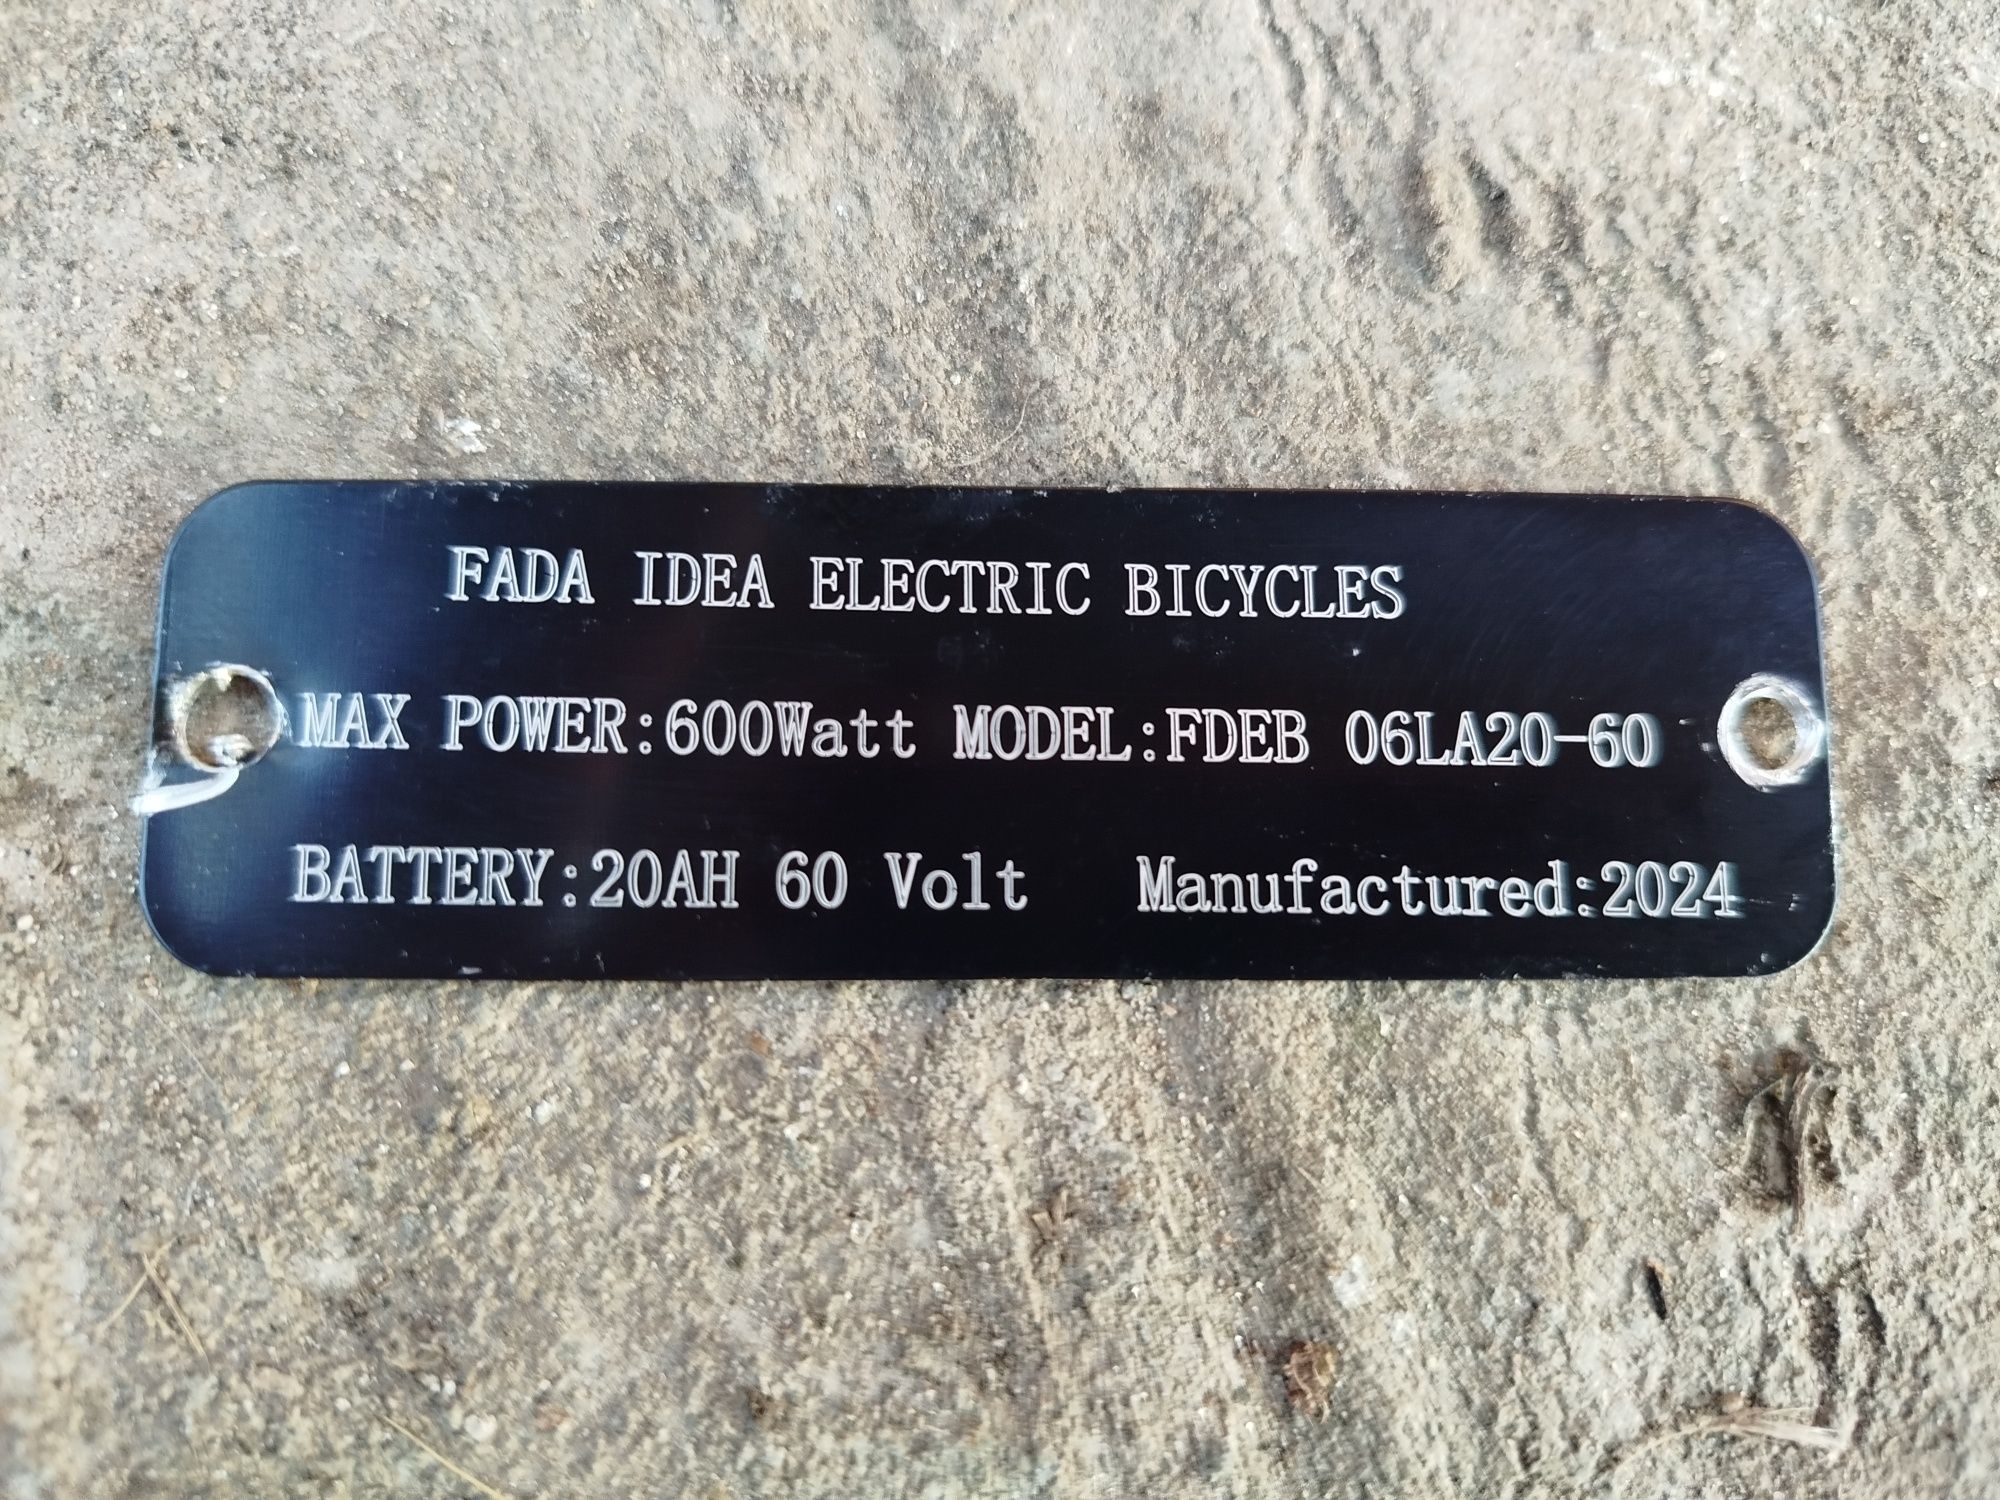 FADA IDEA ELECTRIC BICYCLES
MAX POWER:600Watt MODEL:FDEB 06LA20-60
BATTERY:20AH 60 Volt Manufactured:2024